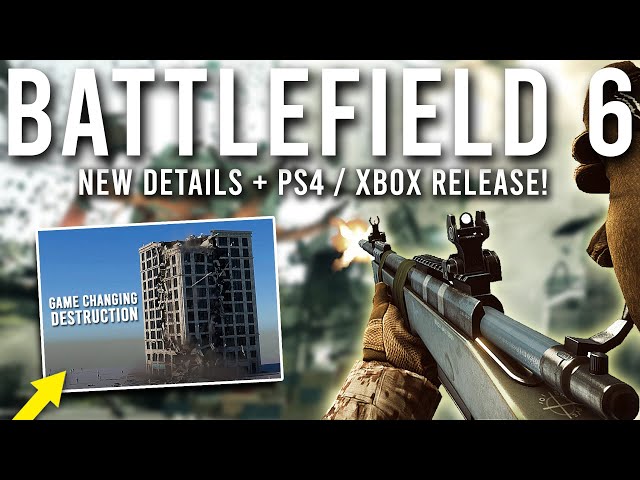 BATTLEFIELD 6
NEW DETAILS + PS4 / XBOX RELEASE!
GAME CHANGING
DESTRUCTION